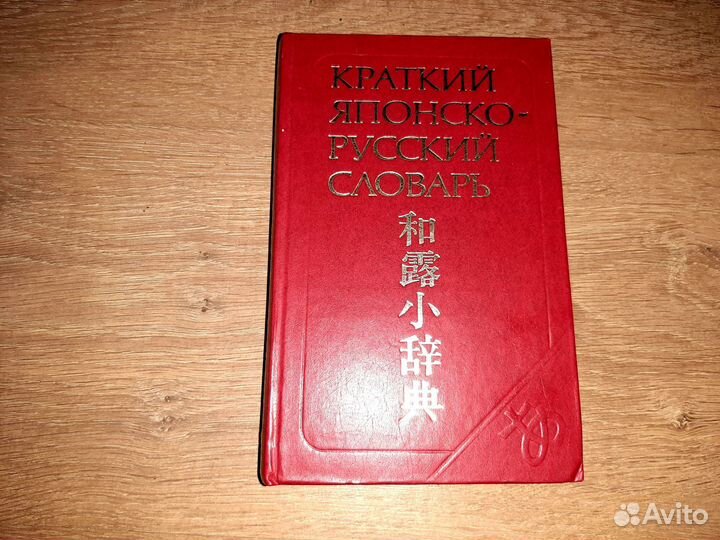 КРАТКИЙ
ЯПОНСКО-
РУССКИЙ
СЛОВАРЬ
和露小辞典
Avito